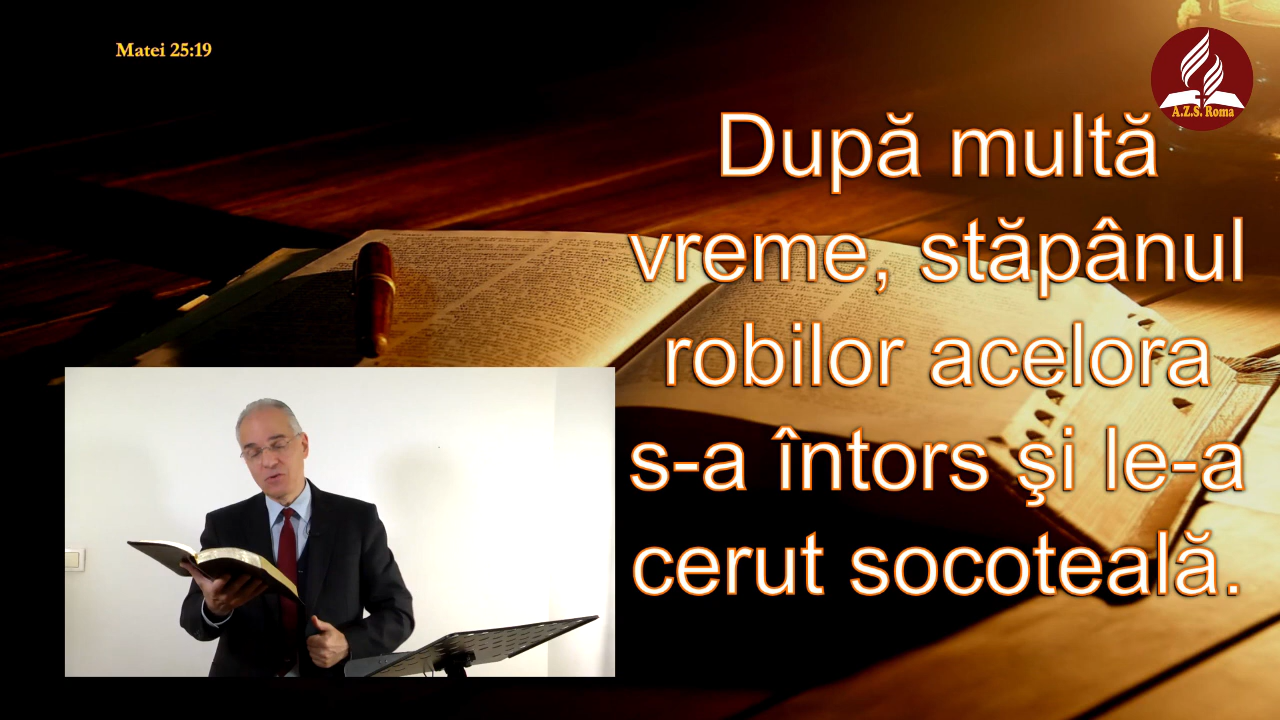 Matei 25:19
A.Z.S. Roma
După multă
vreme, stăpânul
robilor acelora
s-a întors şi le-a
cerut socoteală.